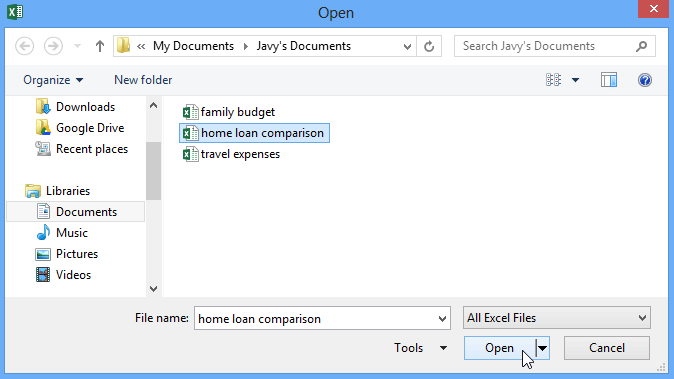 Open
« My Documents Javy's Documents
Search Javy's Documents
Organize New folder
Downloads
Google Drive
Recent places
Libraries
Documents
Music
Pictures
Videos
family budget
home loan comparison
travel expenses
File name: home loan comparison All Excel Files
Tools Open Cancel